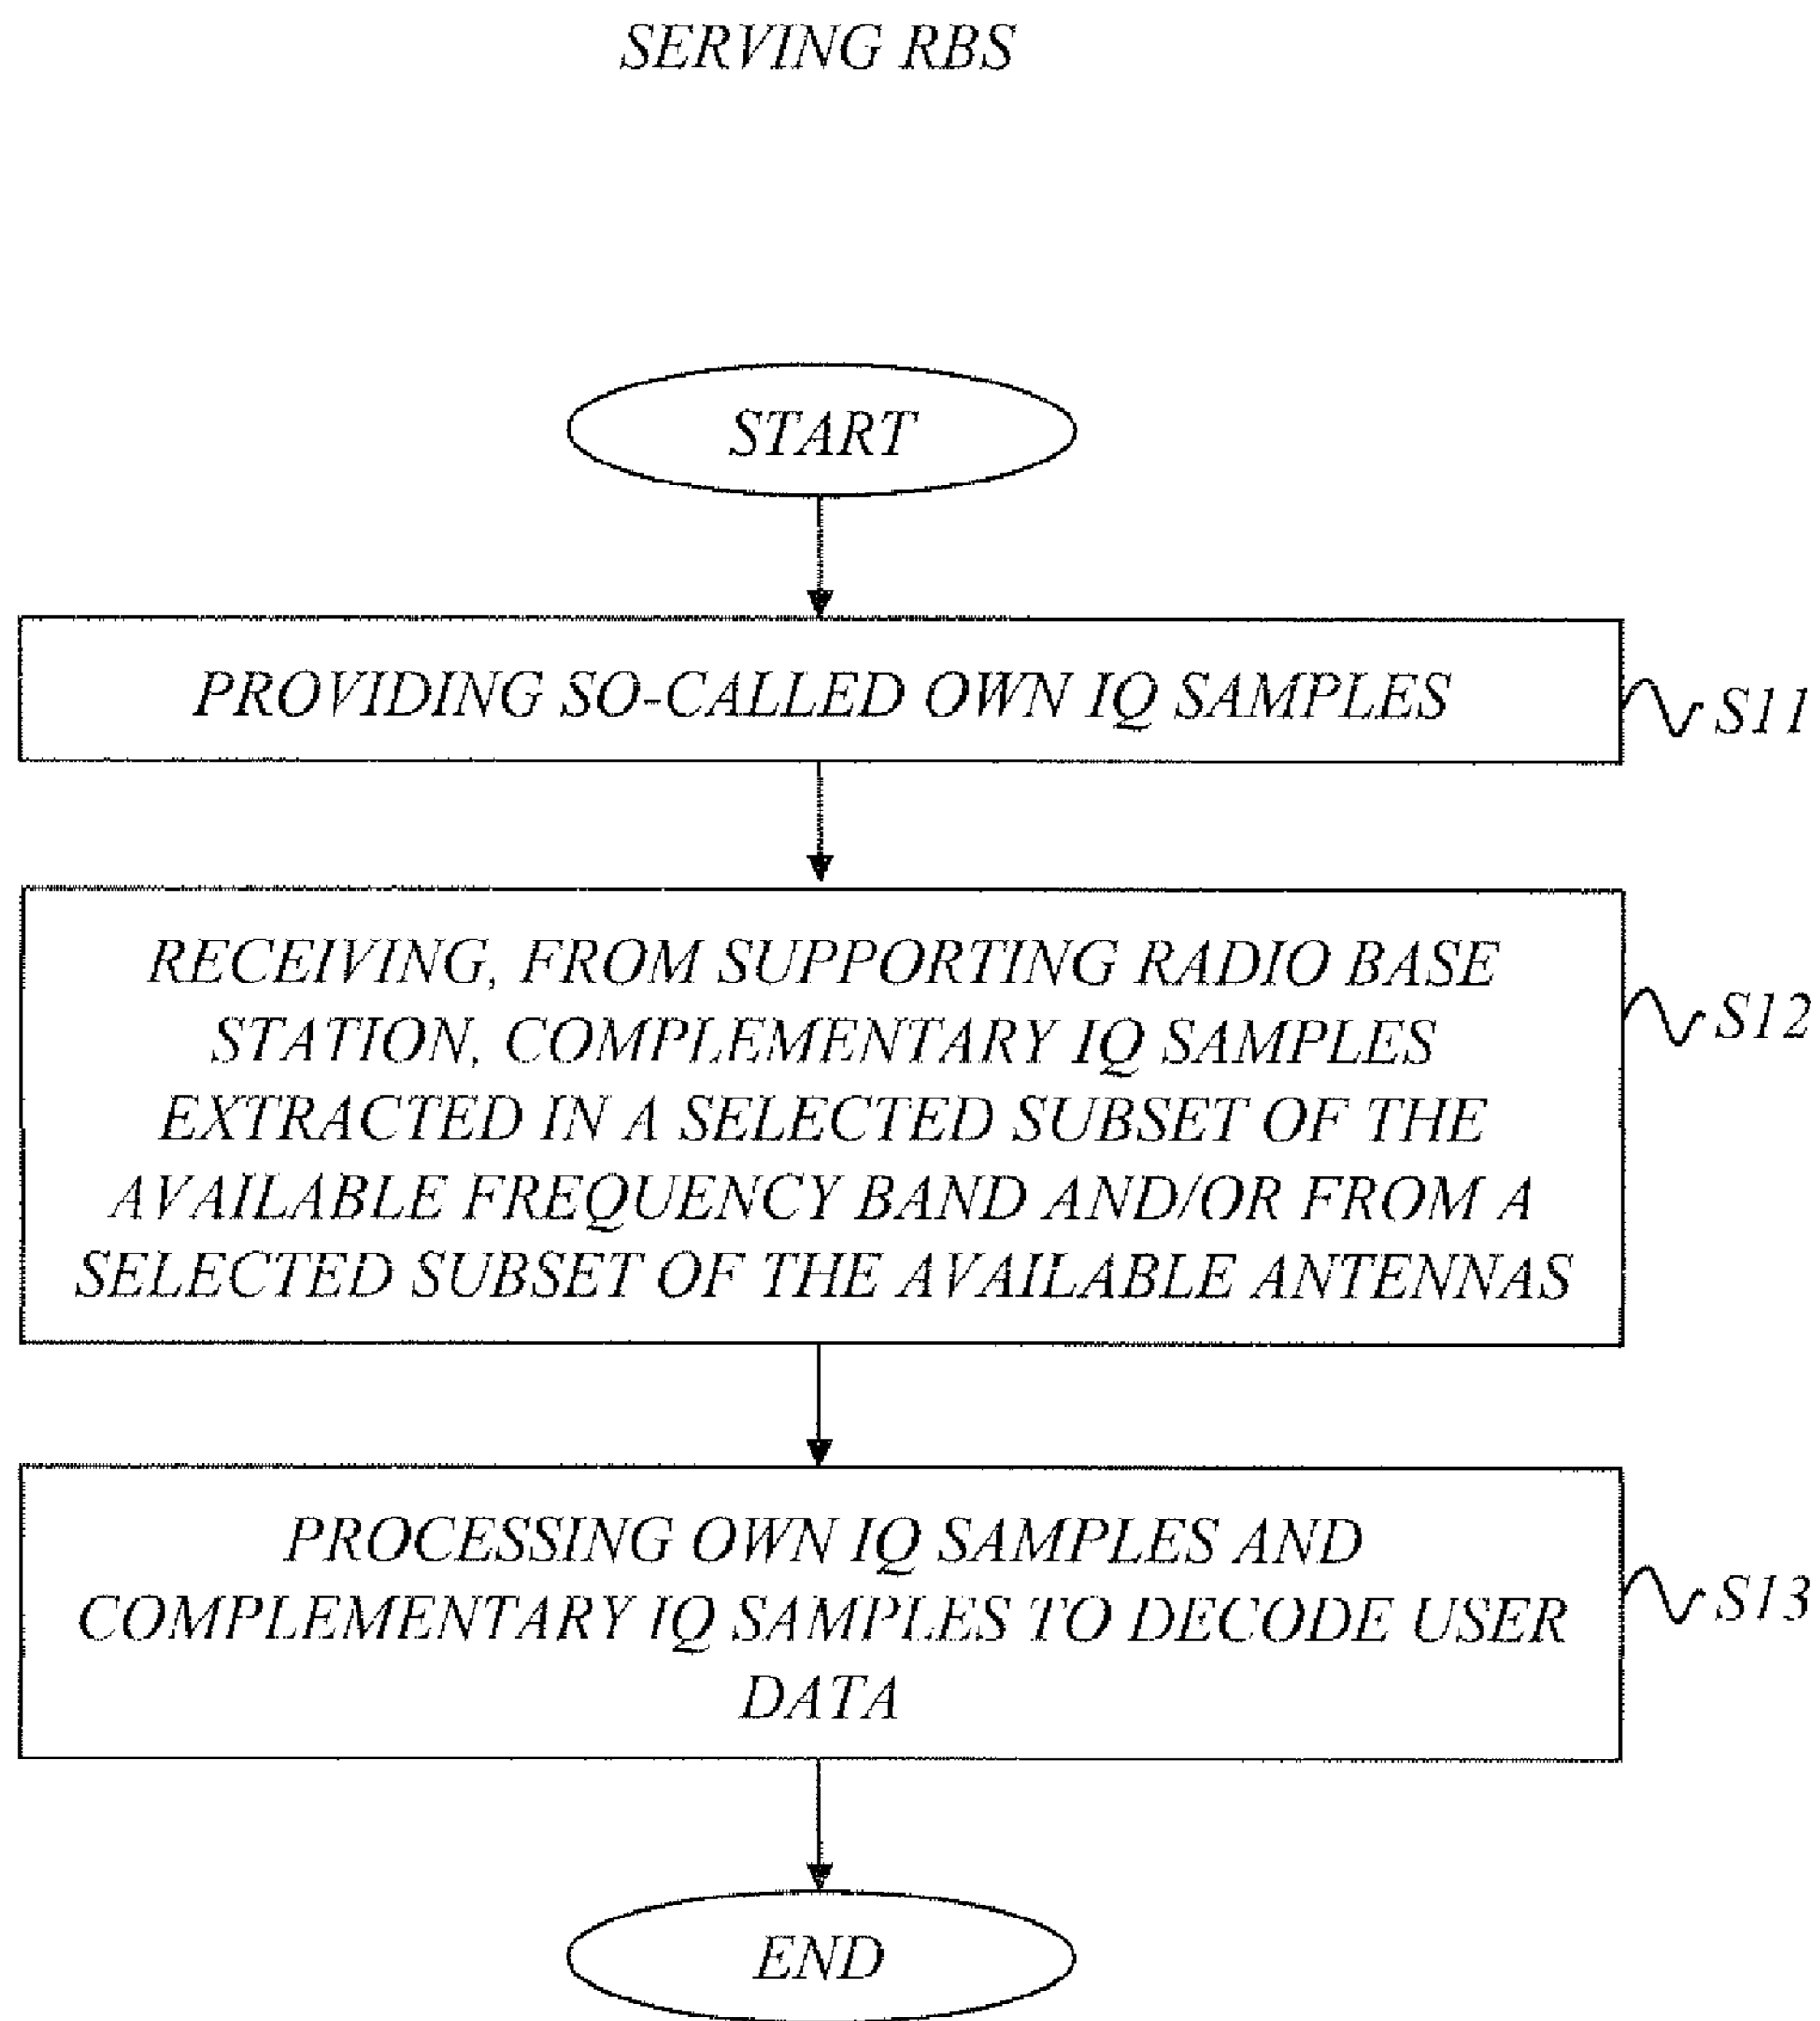 SERVING RBS
START
PROVIDING SO-CALLED OWN IQ SAMPLES
S11
RECEIVING, FROM SUPPORTING RADIO BASE
STATION, COMPLEMENTARY IQ SAMPLES
EXTRACTED IN A SELECTED SUBSET OF THE
AVAILABLE FREQUENCY BAND AND/OR FROM A
SELECTED SUBSET OF THE AVAILABLE ANTENNAS
S12
PROCESSING OWN IQ SAMPLES AND
COMPLEMENTARY IQ SAMPLES TO DECODE USER
DATA
S13
END